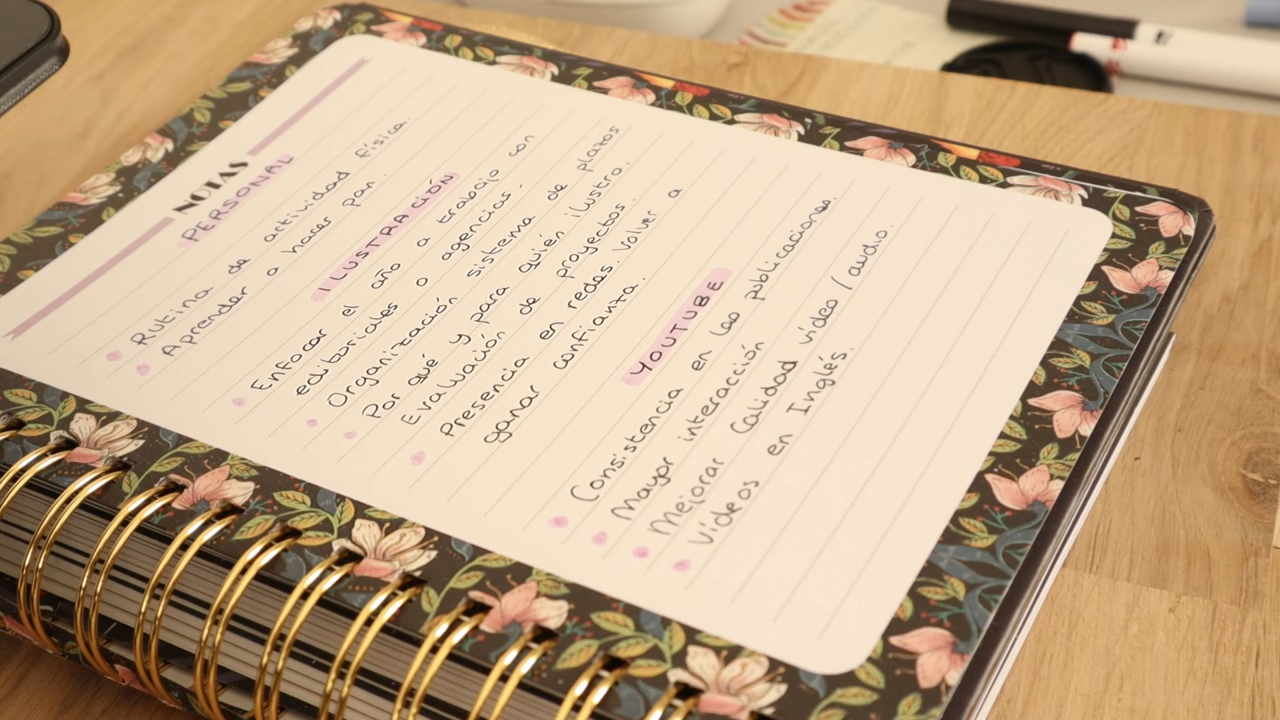 NOTAS
PERSONAL
Rutina de actividad física.
Aprender a hacer pan.
ILUSTRACIÓN
Enfocar el año a trabajo con
editoriales o agencias.
Organización sistema de plazos
Por qué y para quién ilustro.
Evaluación de proyectos.
Presencia en redes. Volver a
ganar confianza.
YOUTUBE
Consistencia en las publicaciones.
Mayor interacción
Mejorar Calidad vídeo / audio.
Vídeos en Inglés.